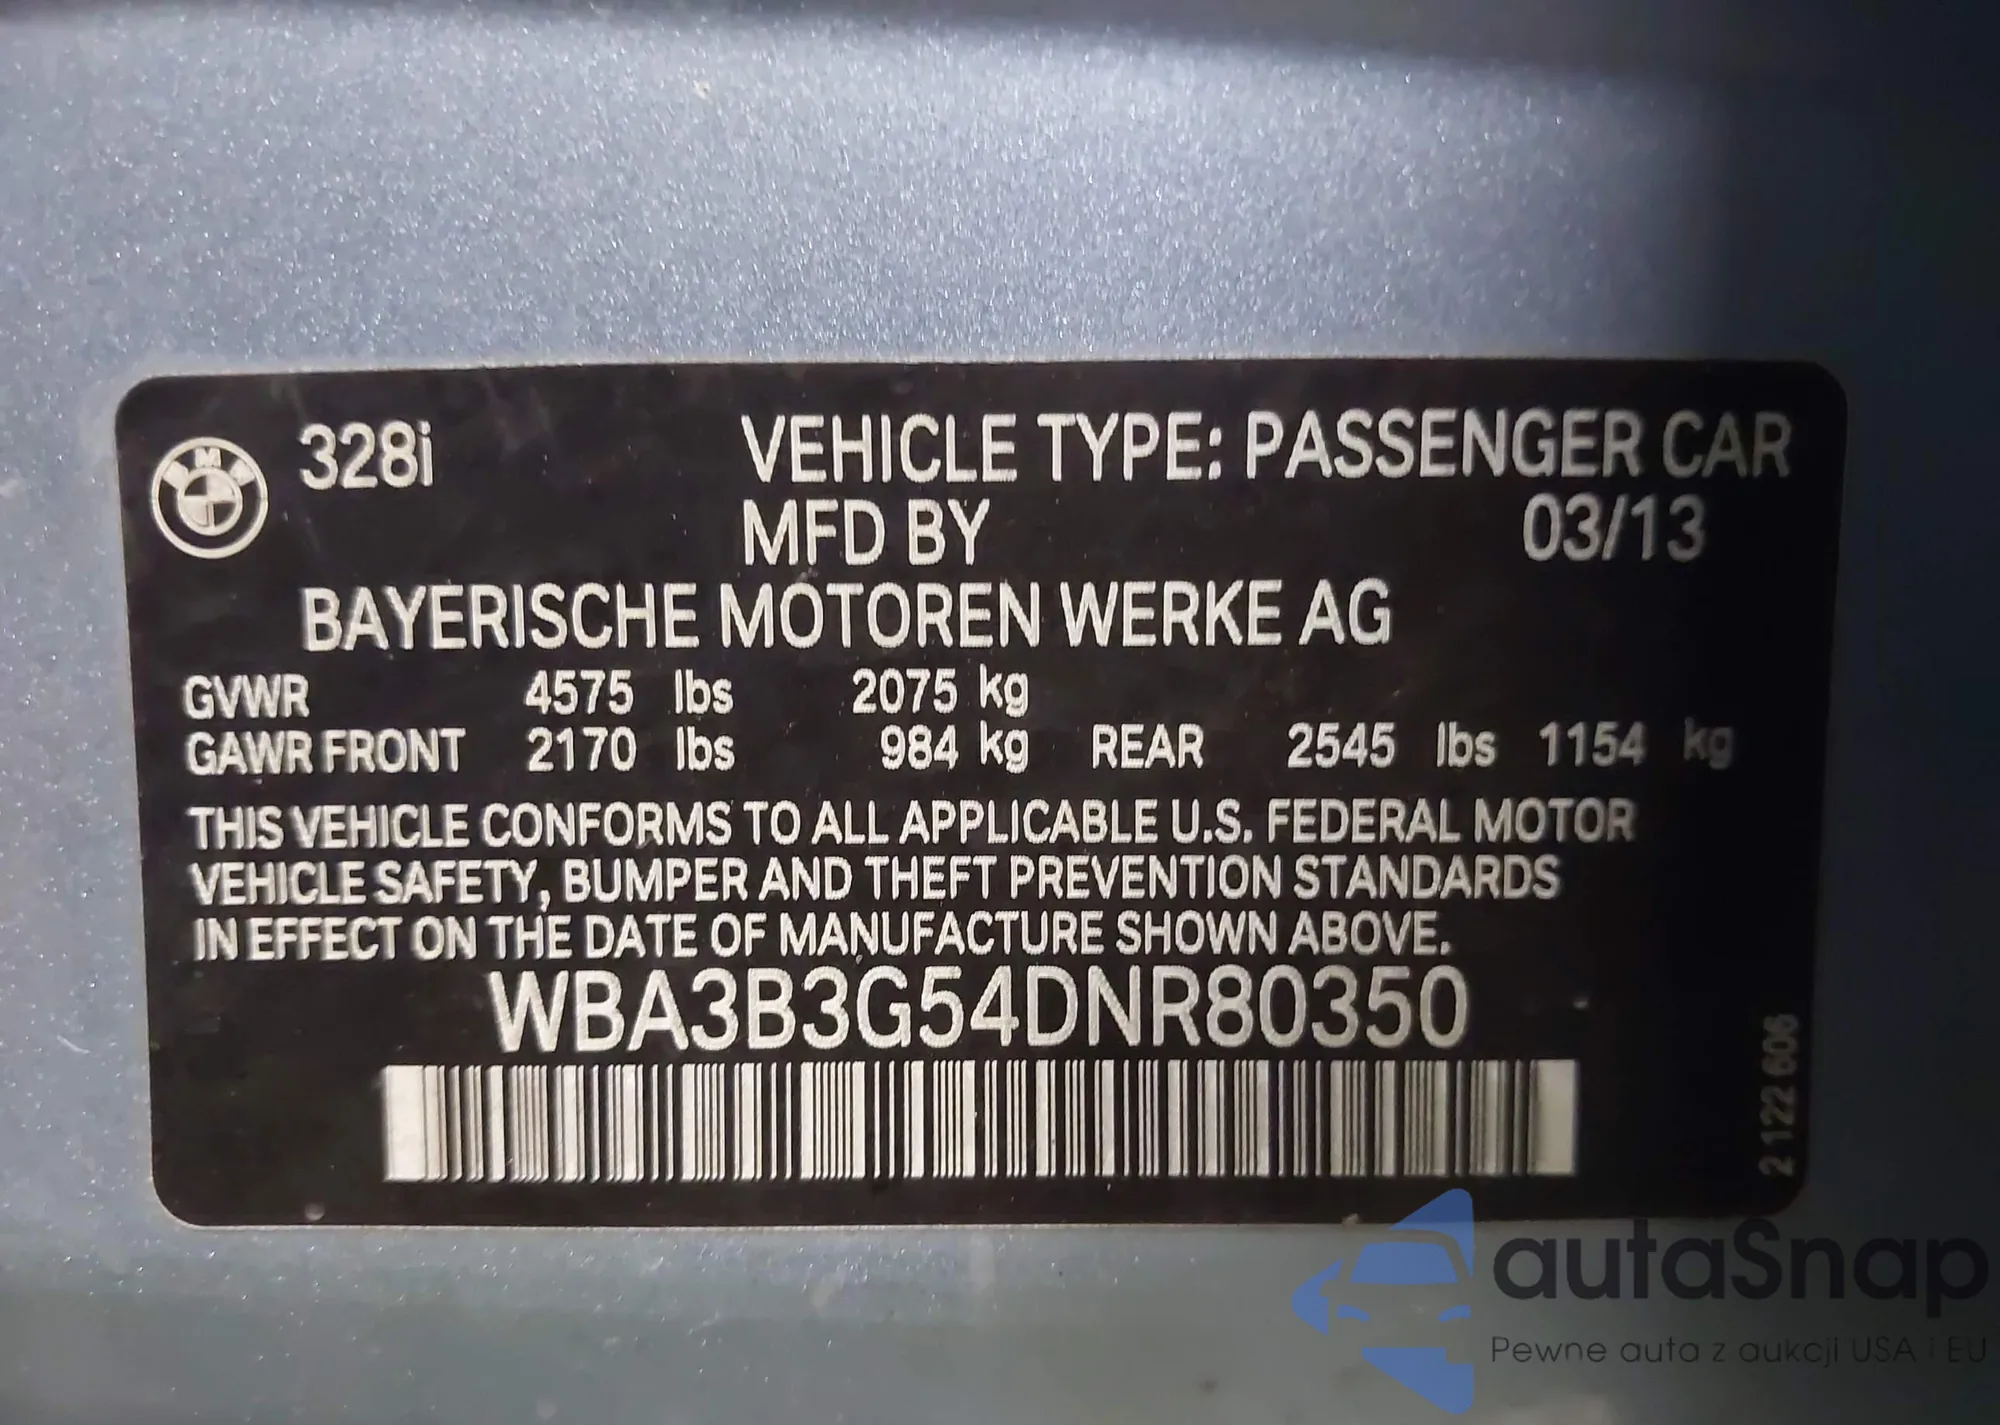 BMW
328i VEHICLE TYPE: PASSENGER CAR
MFD BY 03/13
BAYERISCHE MOTOREN WERKE AG
GVWR 4575 lbs 2075 kg
GAWR FRONT 2170 lbs 984 kg REAR 2545 lbs 1154 kg
THIS VEHICLE CONFORMS TO ALL APPLICABLE U.S. FEDERAL MOTOR
VEHICLE SAFETY, BUMPER AND THEFT PREVENTION STANDARDS
IN EFFECT ON THE DATE OF MANUFACTURE SHOWN ABOVE.
WBA3B3G54DNR80350
2 122 606
autaSnap
Pewne auta z aukcji USA i EU